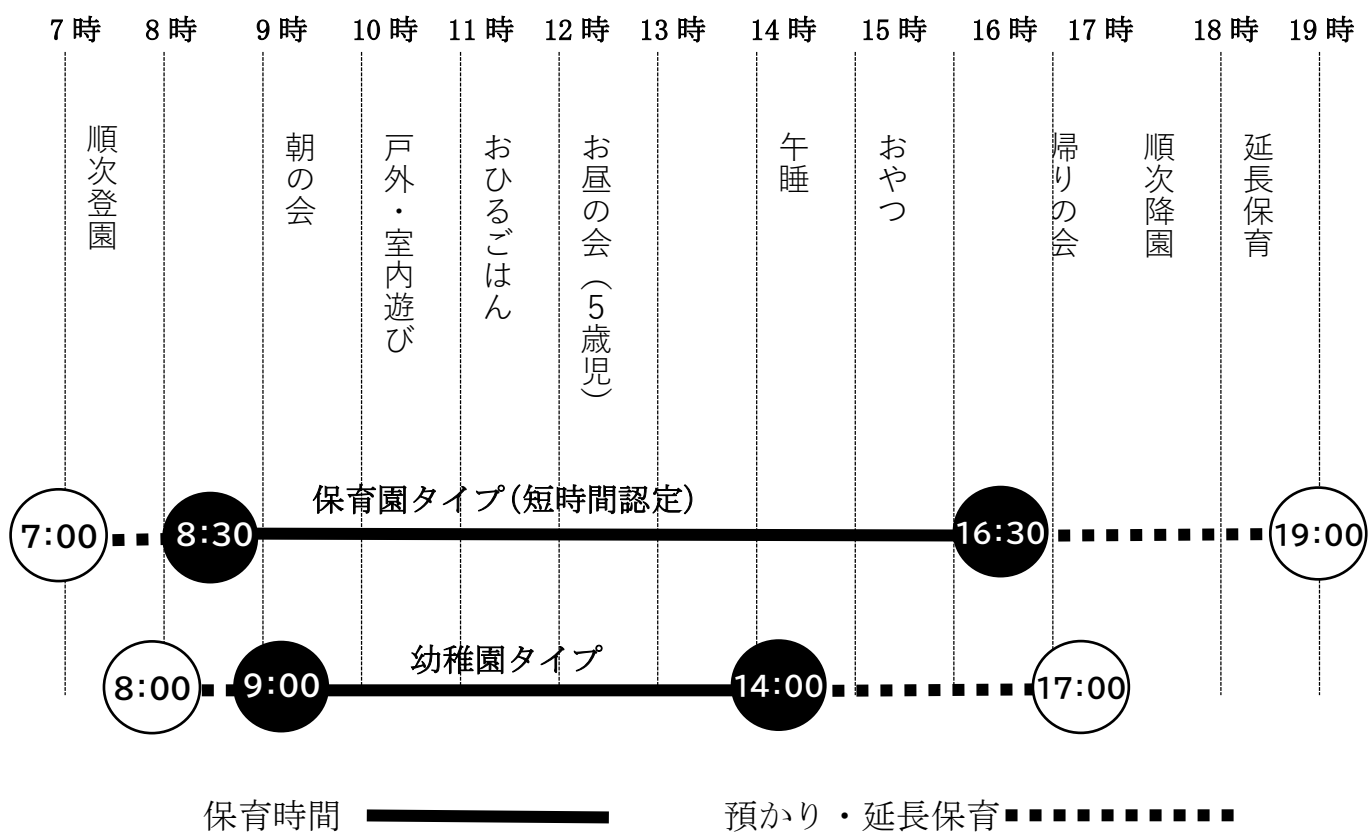 7時 8時 9時 10時 11時 12時 13時 14時 15時 16時 17時 18時 19時
順次登園
朝の会
戸外・室内遊び
おひるごはん
お昼の会（5歳児）
午睡
おやつ
帰りの会
順次降園
延長保育
保育園タイプ(短時間認定)
7:00 8:30 16:30 19:00
幼稚園タイプ
8:00 9:00 14:00 17:00
保育時間 預かり・延長保育